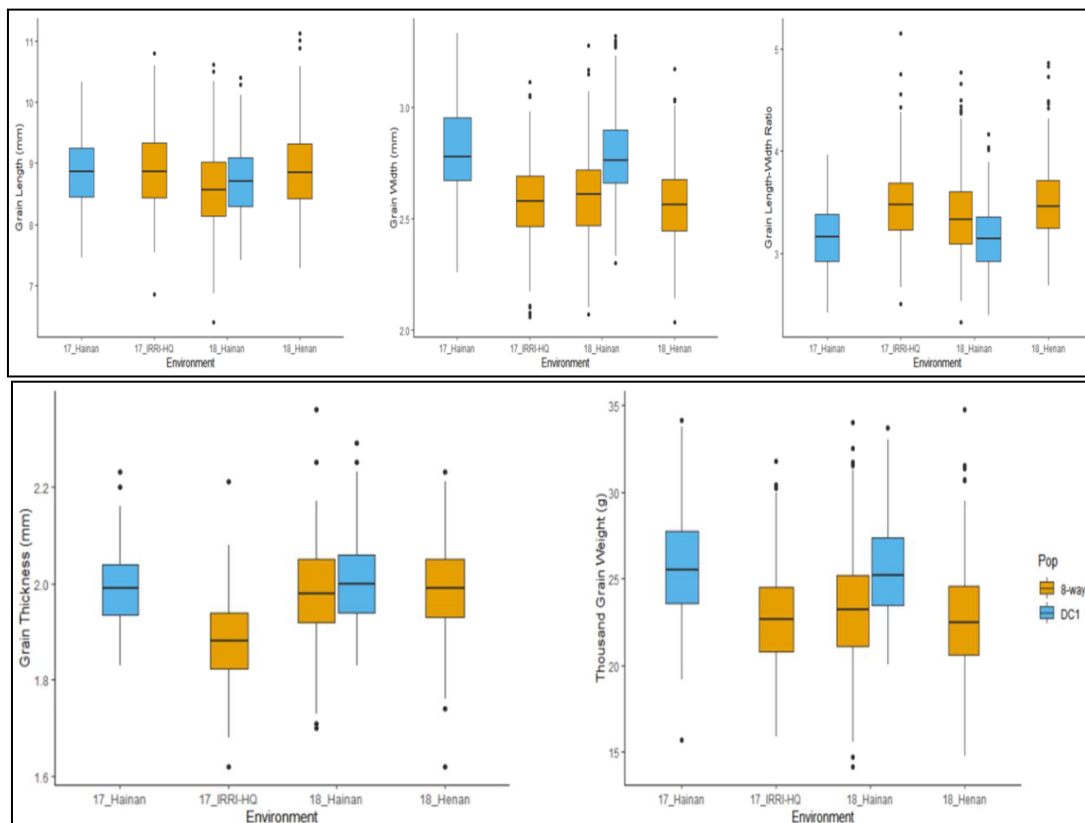 Grain Length (mm)
11
10
9
8
7
17_Hainan 17_IRRI-HQ 18_Hainan 18_Henan
Environment
Grain Width (mm)
3.0
2.5
2.0
17_Hainan 17_IRRI-HQ 18_Hainan 18_Henan
Environment
Grain Length-Width Ratio
5
4
3
17_Hainan 17_IRRI-HQ 18_Hainan 18_Henan
Environment
Grain Thickness (mm)
2.2
2.0
1.8
1.6
17_Hainan 17_IRRI-HQ 18_Hainan 18_Henan
Environment
Thousand Grain Weight (g)
35
30
25
20
15
17_Hainan 17_IRRI-HQ 18_Hainan 18_Henan
Environment
Pop
8-way
DC1